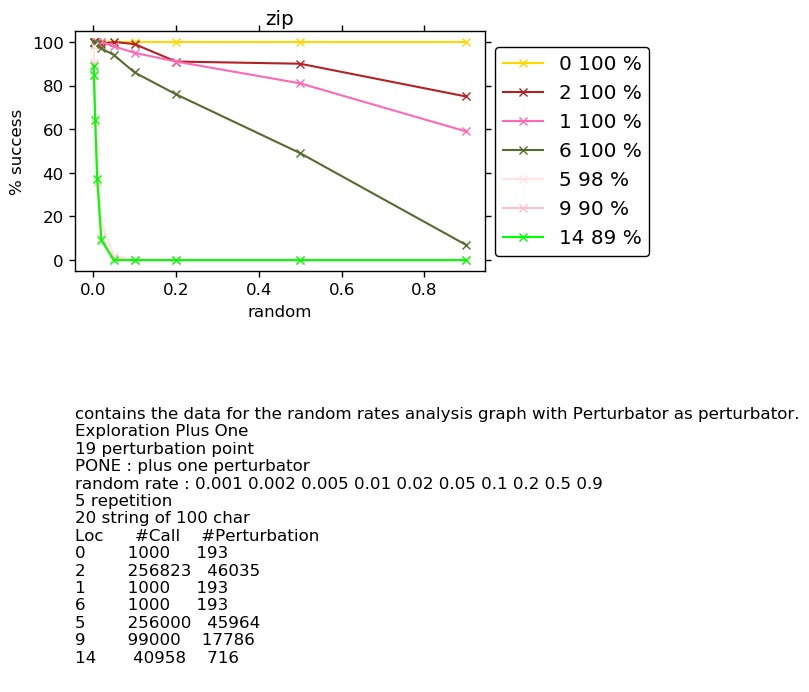 zip
100
80
60
40
20
0
% success
0.0 0.2 0.4 0.6 0.8
random
0 100 %
2 100 %
1 100 %
6 100 %
5 98 %
9 90 %
14 89 %
contains the data for the random rates analysis graph with Perturbator as perturbator.
Exploration Plus One
19 perturbation point
PONE : plus one perturbator
random rate : 0.001 0.002 0.005 0.01 0.02 0.05 0.1 0.2 0.5 0.9
5 repetition
20 string of 100 char
Loc #Call #Perturbation
0 1000 193
2 256823 46035
1 1000 193
6 1000 193
5 256000 45964
9 99000 17786
14 40958 716